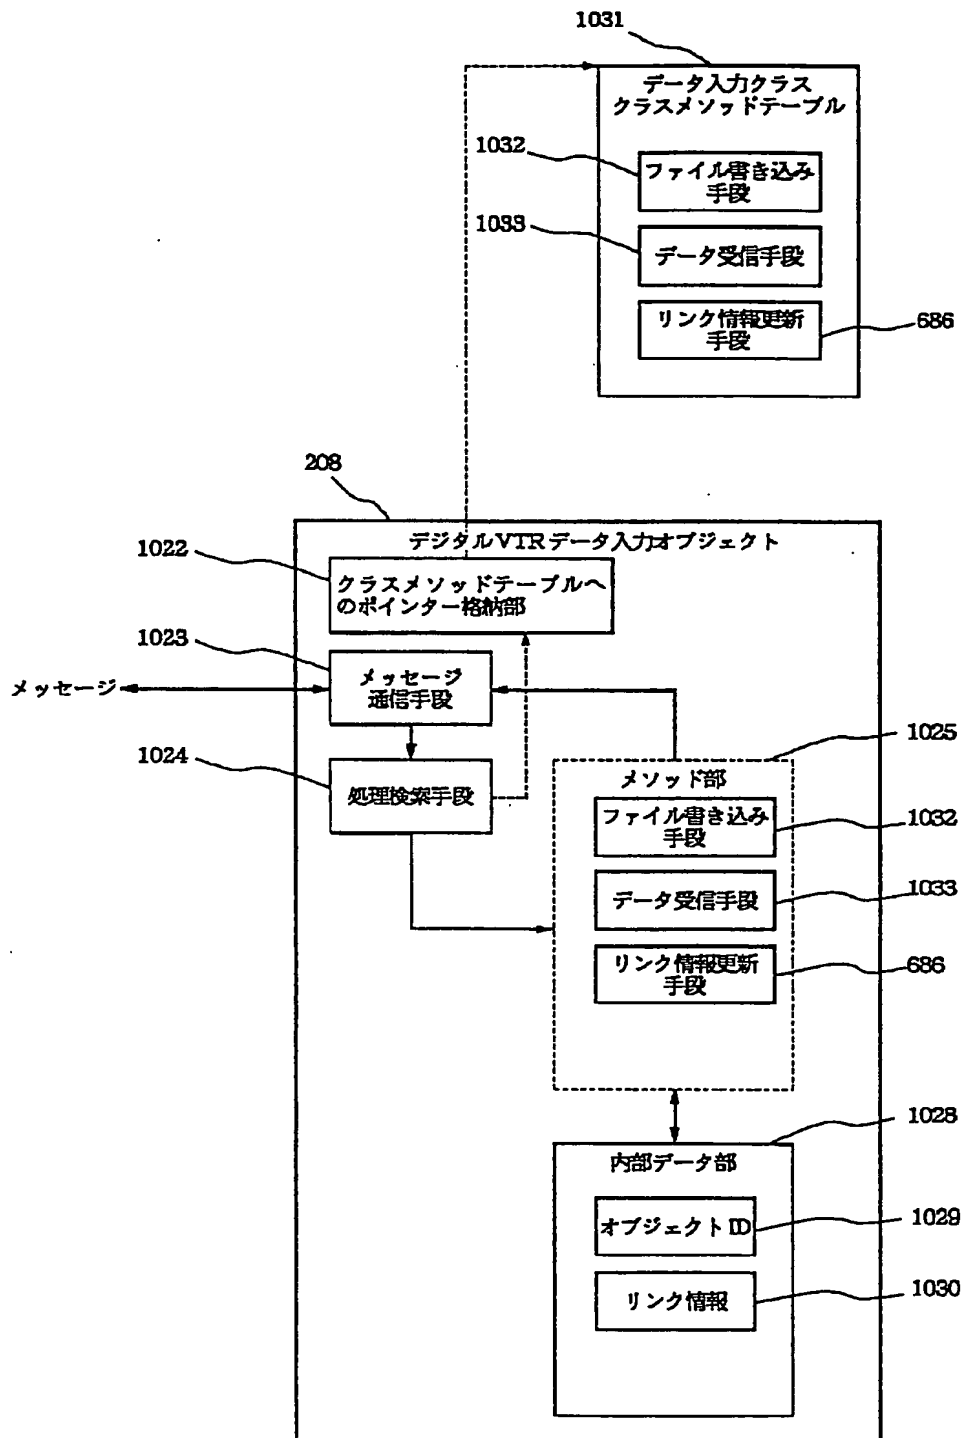 1031
データ入力クラス
クラスメソッドテーブル
1032
ファイル書き込み
手段
1033
データ受信手段
リンク情報更新
手段
686
208
デジタルVTRデータ入力オブジェクト
1022
クラスメソッドテーブルへ
のポインター格納部
1023
メッセージ
メッセージ
通信手段
1024
処理検索手段
1025
メソッド部
ファイル書き込み
手段
1032
データ受信手段
1033
リンク情報更新
手段
686
1028
内部データ部
オブジェクトID
1029
リンク情報
1030